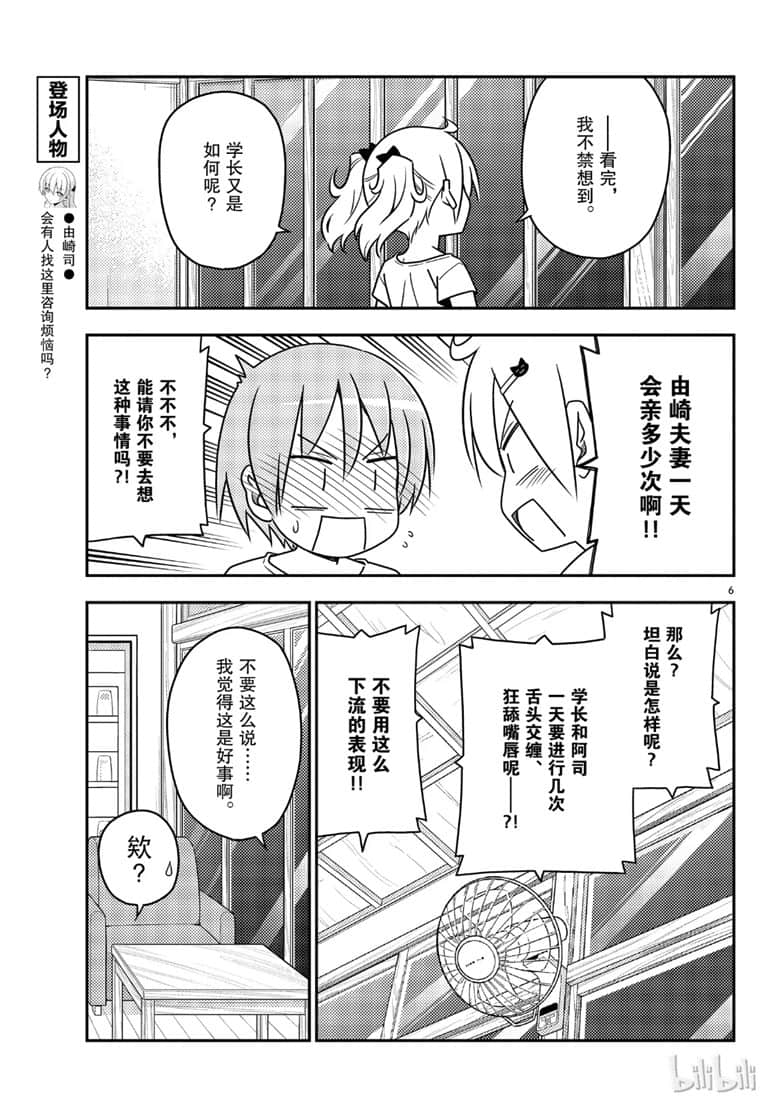 登场人物
●由崎司●
会有人找这里咨询烦恼吗？
——看完，
我不禁想到。
学长又是
如何呢？
由崎夫妻一天
会亲多少次啊!!
不不不，
能请你不要去想
这种事情吗?!
6
那么？
坦白说是怎样呢？
学长和阿司
一天要进行几次
舌头交缠、
狂舔嘴唇呢——?!
不要用这么
下流的表现!!
不要这么说……
我觉得这是好事啊。
欸？
bilibili